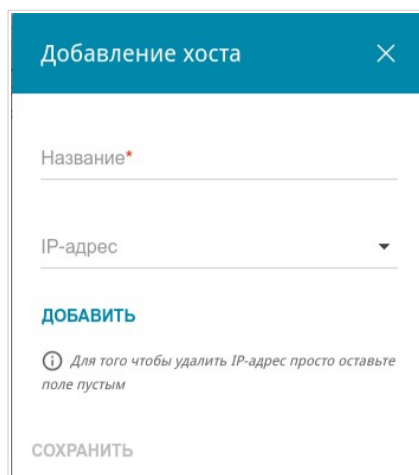 Добавление хоста
Название*
IP-адрес
ДОБАВИТЬ
Для того чтобы удалить IP-адрес просто оставьте
поле пустым
СОХРАНИТЬ